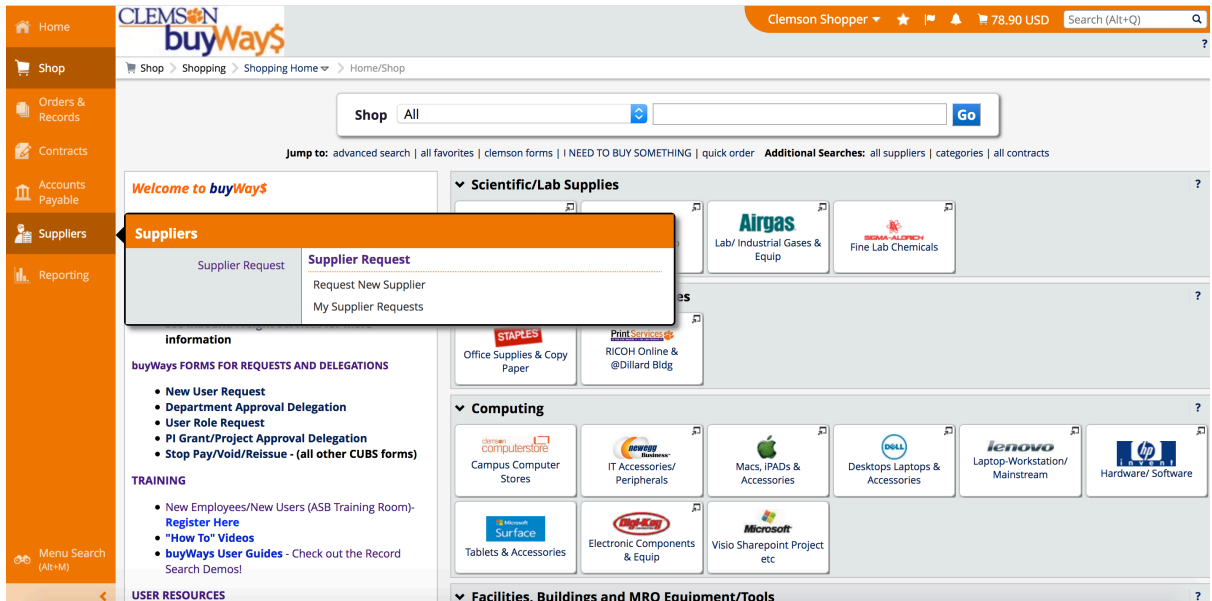 Home
CLEMSON
buyWay$
Clemson Shopper
78.90 USD
Search (Alt+Q)
?
Shop
Shop > Shopping > Shopping Home > Home/Shop
Orders & Records
Shop All Go
Contracts
Jump to: advanced search | all favorites | clemson forms | I NEED TO BUY SOMETHING | quick order Additional Searches: all suppliers | categories | all contracts
Accounts Payable
Suppliers
Reporting
Menu Search
(Alt+M)
Welcome to buyWay$
Suppliers
Supplier Request
Supplier Request
Request New Supplier
My Supplier Requests
information
buyWays FORMS FOR REQUESTS AND DELEGATIONS
• New User Request
• Department Approval Delegation
• User Role Request
• PI Grant/Project Approval Delegation
• Stop Pay/Void/Reissue - (all other CUBS forms)
TRAINING
• New Employees/New Users (ASB Training Room)-
Register Here
• "How To" Videos
• buyWays User Guides - Check out the Record
Search Demos!
USER RESOURCES
Scientific/Lab Supplies
?
Airgas
Lab/ Industrial Gases &
Equip
SIGMA-ALDRICH
Fine Lab Chemicals
es
?
STAPLES
Office Supplies & Copy
Paper
Print Services
RICOH Online &
@Dillard Bldg
Computing
?
clemson
computerstore
Campus Computer
Stores
newegg
Business
IT Accessories/
Peripherals
Macs, iPADs &
Accessories
DELL
Desktops Laptops &
Accessories
lenovo
Laptop-Workstation/
Mainstream
hp
invent
Hardware/ Software
Microsoft
Surface
Tablets & Accessories
Digi-Key
Electronic Components
& Equip
Microsoft
Visio Sharepoint Project
etc
Facilities, Buildings and MRO Equipment/Tools
?